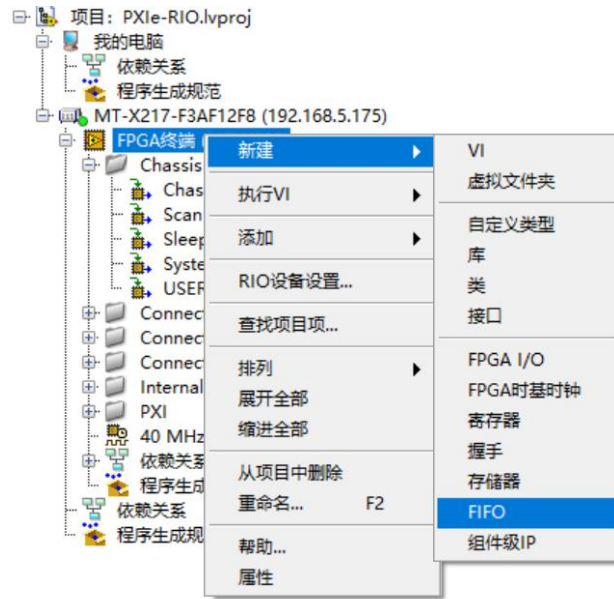 项目：PXIe-RIO.lvproj
我的电脑
依赖关系
程序生成规范
MT-X217-F3AF12F8 (192.168.5.175)
FPGA终端
Chassis
Chas
Scan
Sleep
Syste
USER
Connec
Connec
Connec
Internal
PXI
40 MHz
依赖关系
程序生成
依赖关系
程序生成规
新建
执行VI
添加
RIO设备设置...
查找项目项...
排列
展开全部
缩进全部
从项目中删除
重命名... F2
帮助...
属性
VI
虚拟文件夹
自定义类型
库
类
接口
FPGA I/O
FPGA时基时钟
寄存器
握手
存储器
FIFO
组件级IP